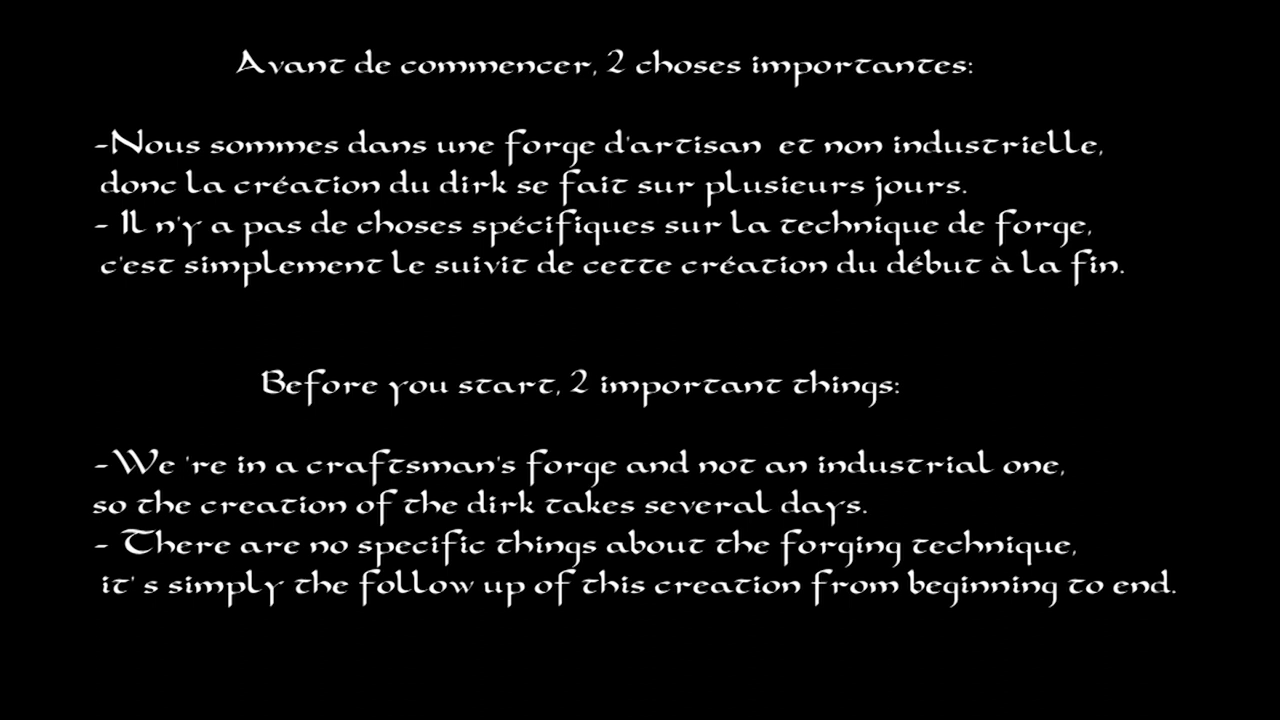 Avant de commencer, 2 choses importantes:
-Nous sommes dans une forge d'artisan et non industrielle,
donc la création du dirk se fait sur plusieurs jours.
- Il n'y a pas de choses spécifiques sur la technique de forge,
c'est simplement le suivit de cette création du début à la fin.
Before you start, 2 important things:
-We 're in a craftsman's forge and not an industrial one,
so the creation of the dirk takes several days.
- There are no specific things about the forging technique,
it' s simply the follow up of this creation from beginning to end.